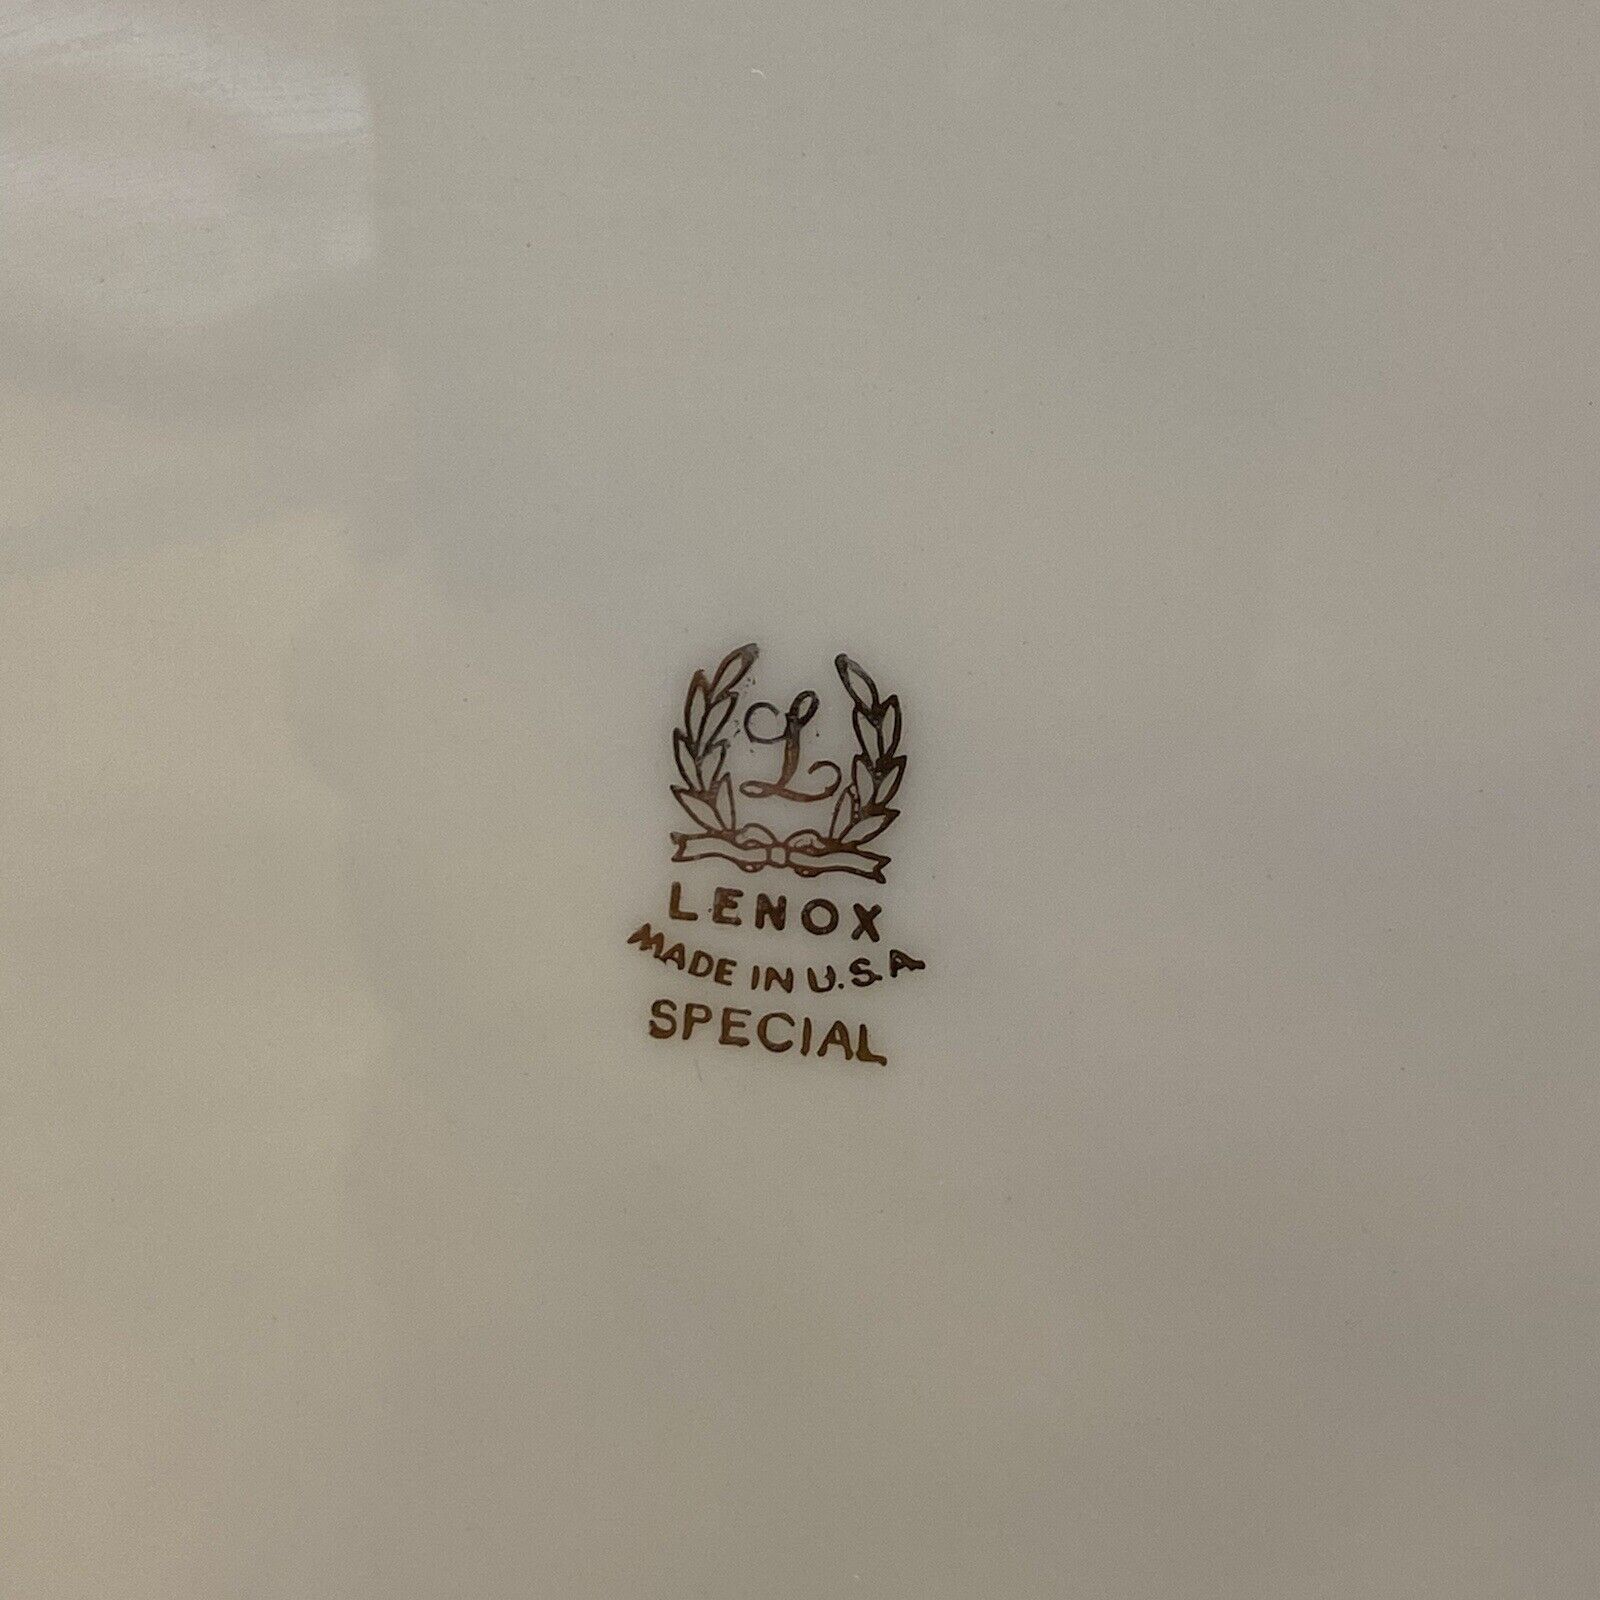 L
LENOX
MADE IN U.S.A
SPECIAL